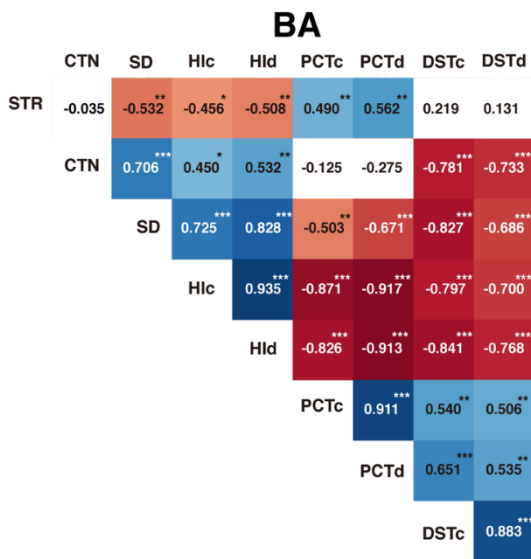 BA
CTN SD HIc HId PCTc PCTd DSTc DSTd
STR -0.035 -0.532** -0.456* -0.508** 0.490** 0.562** 0.219 0.131
CTN 0.706*** 0.450* 0.532** -0.125 -0.275 -0.781*** -0.733***
SD 0.725*** 0.828*** -0.503** -0.671*** -0.827*** -0.686***
HIc 0.935*** -0.871*** -0.917*** -0.797*** -0.700***
HId -0.826*** -0.913*** -0.841*** -0.768***
PCTc 0.911*** 0.540** 0.506**
PCTd 0.651*** 0.535**
DSTc 0.883***